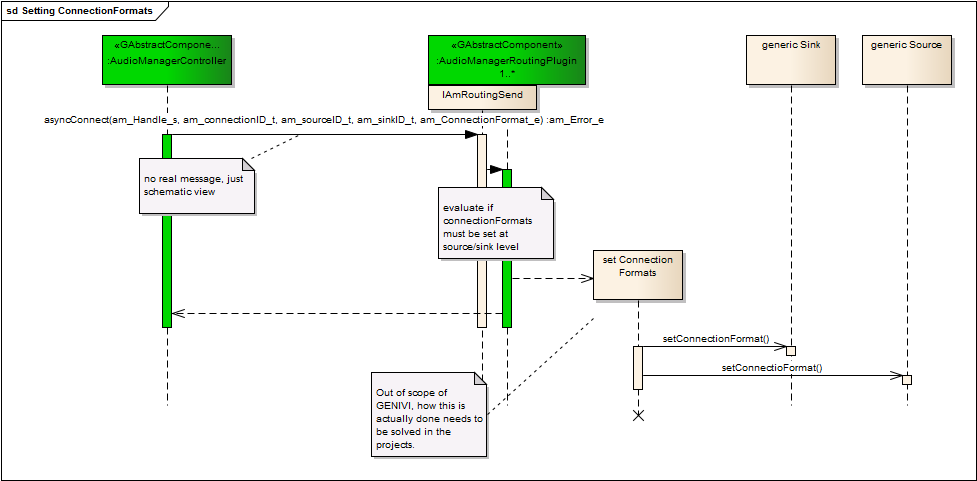 sd Setting ConnectionFormats
«GAbstractCompone...
:AudioManagerController
«GAbstractComponent»
:AudioManagerRoutingPlugin
1..*
IAmRoutingSend
generic Sink
generic Source
asyncConnect(am_Handle_s, am_connectionID_t, am_sourceID_t, am_sinkID_t, am_ConnectionFormat_e) :am_Error_e
no real message, just
schematic view
evaluate if
connectionFormats
must be set at
source/sink level
set Connection
Formats
setConnectionFormat()
setConnectioFormat()
Out of scope of
GENIVI, how this is
actually done needs to
be solved in the
projects.